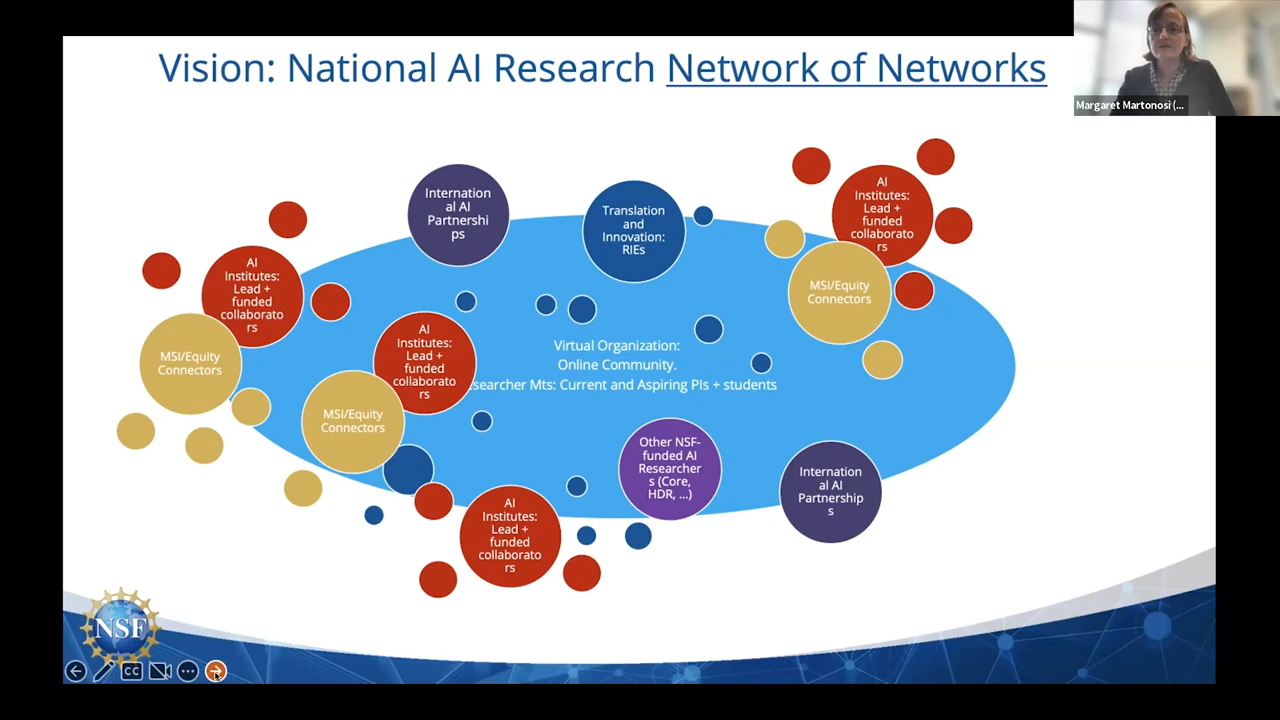 Vision: National AI Research Network of Networks
Margaret Martonosi (...
Internation
al AI
Partnershi
ps
Translation
and
Innovation:
RIEs
AI
Institutes:
Lead +
funded
collaborato
rs
MSI/Equity
Connectors
AI
Institutes:
Lead +
funded
collaborato
rs
MSI/Equity
Connectors
AI
Institutes:
Lead +
funded
collaborato
rs
MSI/Equity
Connectors
Virtual Organization:
Online Community.
searcher Mts: Current and Aspiring PIs + students
Other NSF-
funded AI
Researcher
s (Core,
HDR, ...)
Internation
al AI
Partnership
s
AI
Institutes:
Lead +
funded
collaborato
rs
NSF
CC